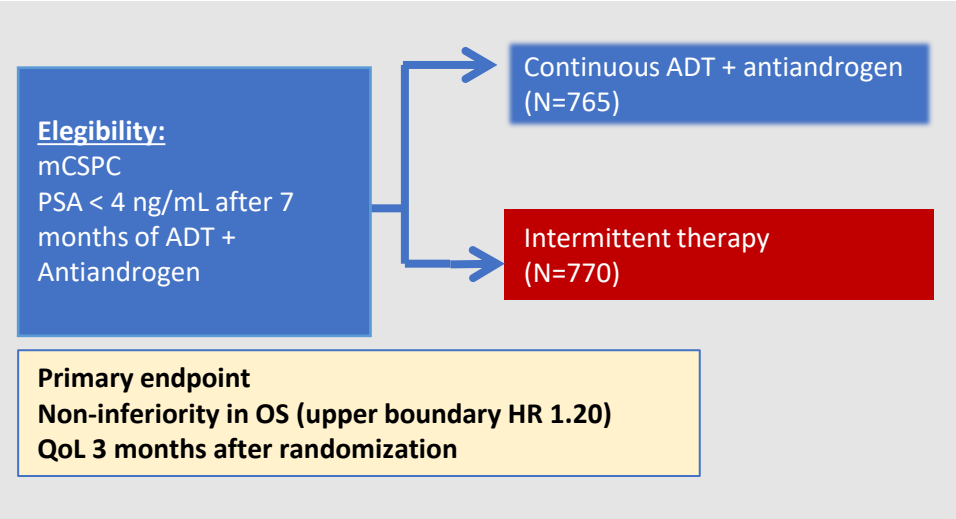 Elegibility:
mCSPC
PSA < 4 ng/mL after 7
months of ADT +
Antiandrogen
Continuous ADT + antiandrogen
(N=765)
Intermittent therapy
(N=770)
Primary endpoint
Non-inferiority in OS (upper boundary HR 1.20)
QoL 3 months after randomization